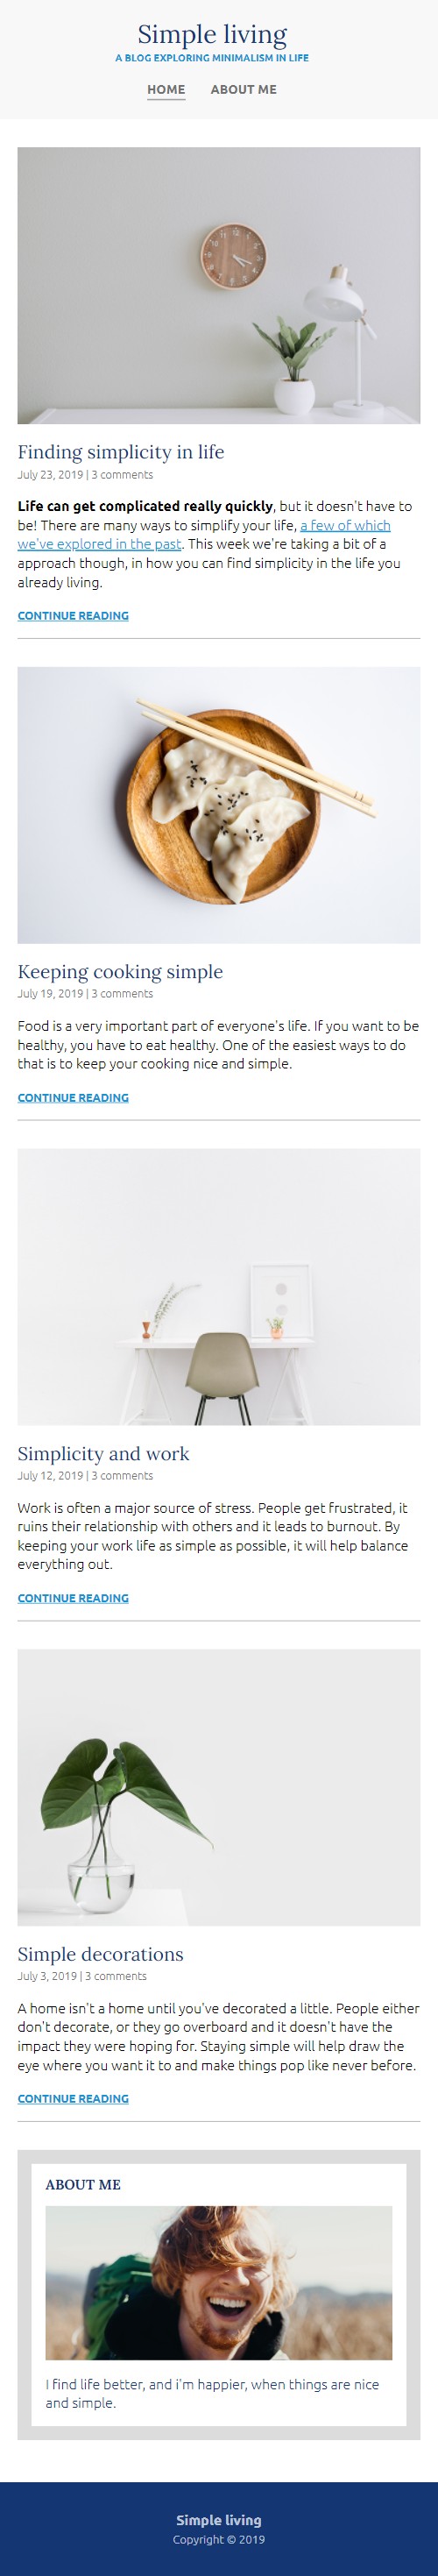 Simple living
A BLOG EXPLORING MINIMALISM IN LIFE
HOME ABOUT ME
Finding simplicity in life
July 23, 2019 | 3 comments
Life can get complicated really quickly, but it doesn't have to
be! There are many ways to simplify your life, a few of which
we've explored in the past. This week we're taking a bit of a
approach though, in how you can find simplicity in the life you
already living.
CONTINUE READING
Keeping cooking simple
July 19, 2019 | 3 comments
Food is a very important part of everyone's life. If you want to be
healthy, you have to eat healthy. One of the easiest ways to do
that is to keep your cooking nice and simple.
CONTINUE READING
Simplicity and work
July 12, 2019 | 3 comments
Work is often a major source of stress. People get frustrated, it
ruins their relationship with others and it leads to burnout. By
keeping your work life as simple as possible, it will help balance
everything out.
CONTINUE READING
Simple decorations
July 3, 2019 | 3 comments
A home isn't a home until you've decorated a little. People either
don't decorate, or they go overboard and it doesn't have the
impact they were hoping for. Staying simple will help draw the
eye where you want it to and make things pop like never before.
CONTINUE READING
ABOUT ME
I find life better, and i'm happier, when things are nice
and simple.
Simple living
Copyright © 2019